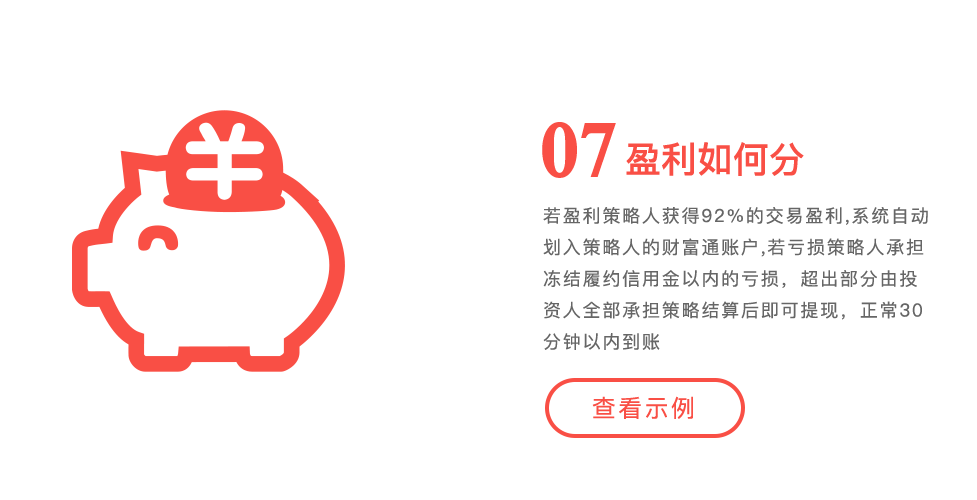 ¥
07 盈利如何分
若盈利策略人获得92%的交易盈利,系统自动
划入策略人的财富通账户,若亏损策略人承担
冻结履约信用金以内的亏损，超出部分由投
资人全部承担策略结算后即可提现，正常30
分钟以内到账
查看示例